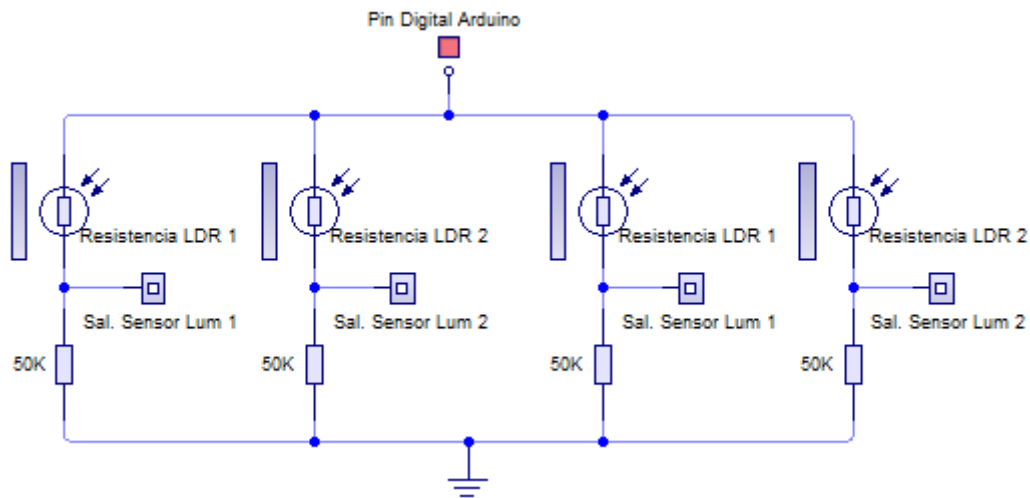 Pin Digital Arduino
Resistencia LDR 1
Resistencia LDR 2
Resistencia LDR 1
Resistencia LDR 2
Sal. Sensor Lum 1
Sal. Sensor Lum 2
Sal. Sensor Lum 1
Sal. Sensor Lum 2
50K
50K
50K
50K